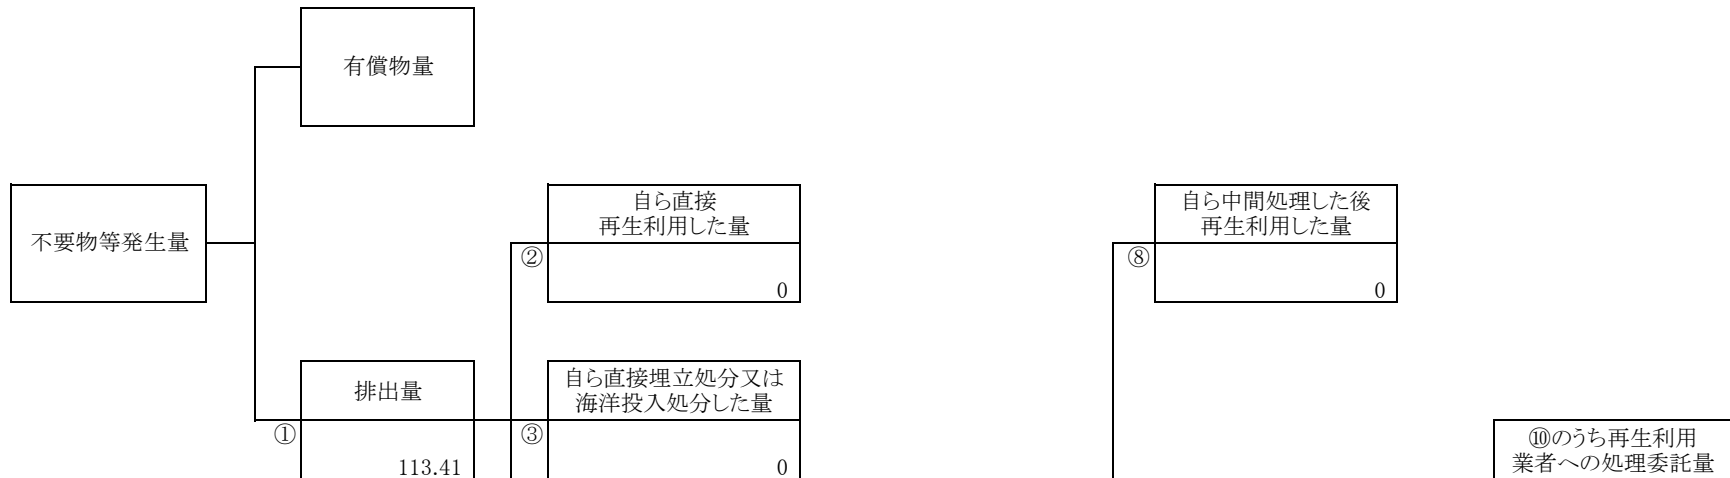 有償物量
不要物等発生量
自ら直接
再生利用した量
②
0
自ら中間処理した後
再生利用した量
⑧
0
排出量
①
113.41
自ら直接埋立処分又は
海洋投入処分した量
③
0
⑩のうち再生利用
業者への処理委託量